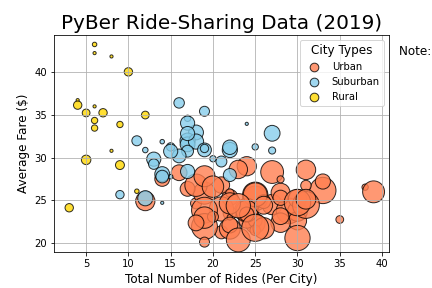 PyBer Ride-Sharing Data (2019)
Note:
City Types
Urban
Suburban
Rural
Average Fare ($)
40
35
30
25
20
5 10 15 20 25 30 35 40
Total Number of Rides (Per City)